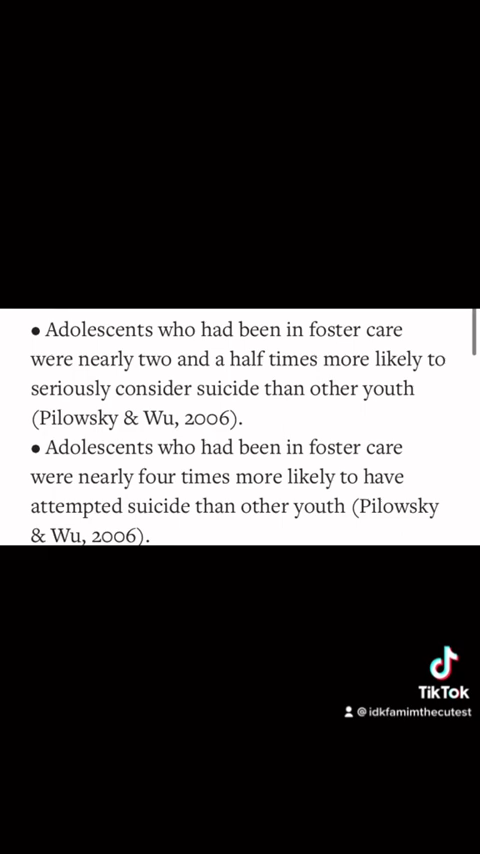 • Adolescents who had been in foster care
were nearly two and a half times more likely to
seriously consider suicide than other youth
(Pilowsky & Wu, 2006).
• Adolescents who had been in foster care
were nearly four times more likely to have
attempted suicide than other youth (Pilowsky
& Wu, 2006).
TikTok
@idkfamimthecutest